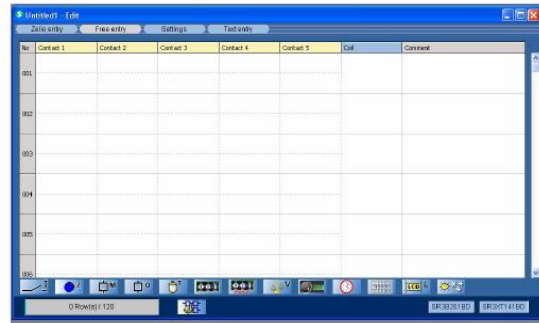 Untitled1 - Edit
Zelio entry Free entry Settings Text entry
No Contact 1 Contact 2 Contact 3 Contact 4 Contact 5 Coil Comment
001
002
003
004
005
006
0 Row(s) / 120
SR3B261BD SR3XT141BD